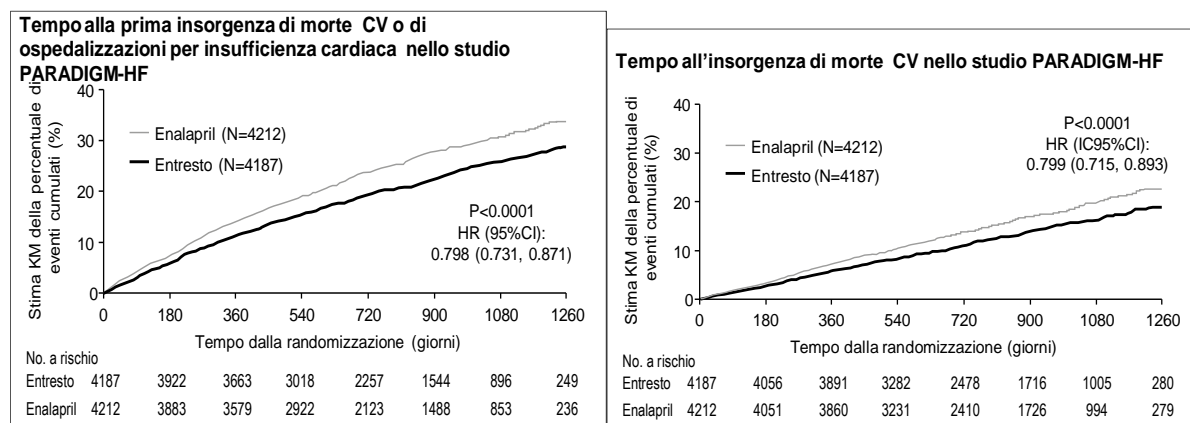 Tempo alla prima insorgenza di morte CV o di
ospedalizzazioni per insufficienza cardiaca nello studio
PARADIGM-HF
Stima KM della percentuale di
eventi cumulati (%)
40
30
20
10
0
Enalapril (N=4212)
Entresto (N=4187)
P<0.0001
HR (95%CI):
0.798 (0.731, 0.871)
0 180 360 540 720 900 1080 1260
Tempo dalla randomizzazione (giorni)
No. a rischio
Entresto 4187 3922 3663 3018 2257 1544 896 249
Enalapril 4212 3883 3579 2922 2123 1488 853 236
Tempo all'insorgenza di morte CV nello studio PARADIGM-HF
Stima KM della percentuale di
eventi cumulati (%)
40
30
20
10
0
Enalapril (N=4212)
Entresto (N=4187)
P<0.0001
HR (IC95%CI):
0.799 (0.715, 0.893)
0 180 360 540 720 900 1080 1260
Tempo dalla randomizzazione (giorni)
No. a rischio
Entresto 4187 4056 3891 3282 2478 1716 1005 280
Enalapril 4212 4051 3860 3231 2410 1726 994 279